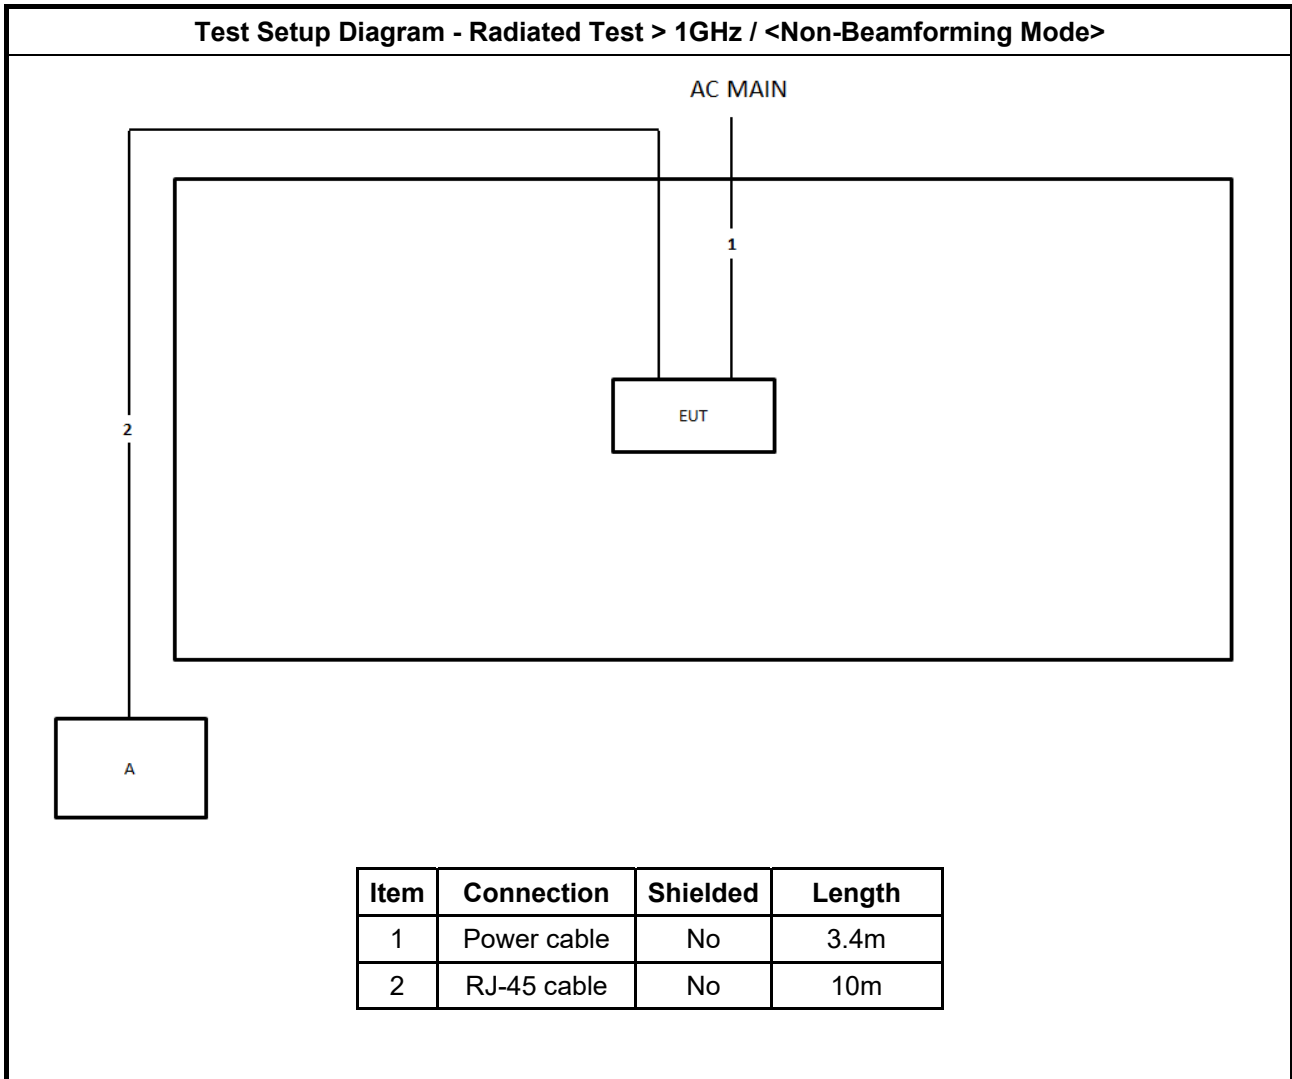 Test Setup Diagram - Radiated Test > 1GHz / <Non-Beamforming Mode>
AC MAIN
1
EUT
2
A
Item Connection Shielded Length
1 Power cable No 3.4m
2 RJ-45 cable No 10m